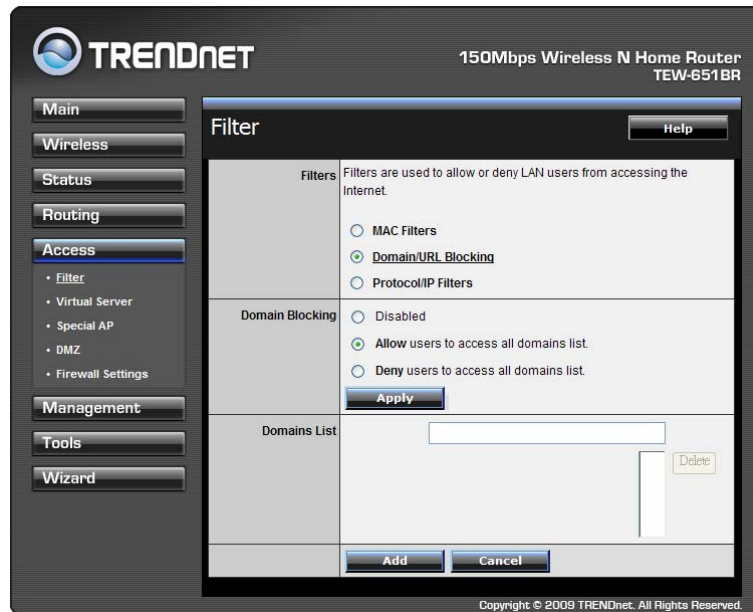 TRENDNET
150Mbps Wireless N Home Router
TEW-651BR
Main
Wireless
Status
Routing
Access
• Filter
• Virtual Server
• Special AP
• DMZ
• Firewall Settings
Management
Tools
Wizard
Filter
Help
Filters
Filters are used to allow or deny LAN users from accessing the
Internet.
MAC Filters
Domain/URL Blocking
Protocol/IP Filters
Domain Blocking
Disabled
Allow users to access all domains list.
Deny users to access all domains list.
Apply
Domains List
Delete
Add
Cancel
Copyright © 2009 TRENDnet. All Rights Reserved.